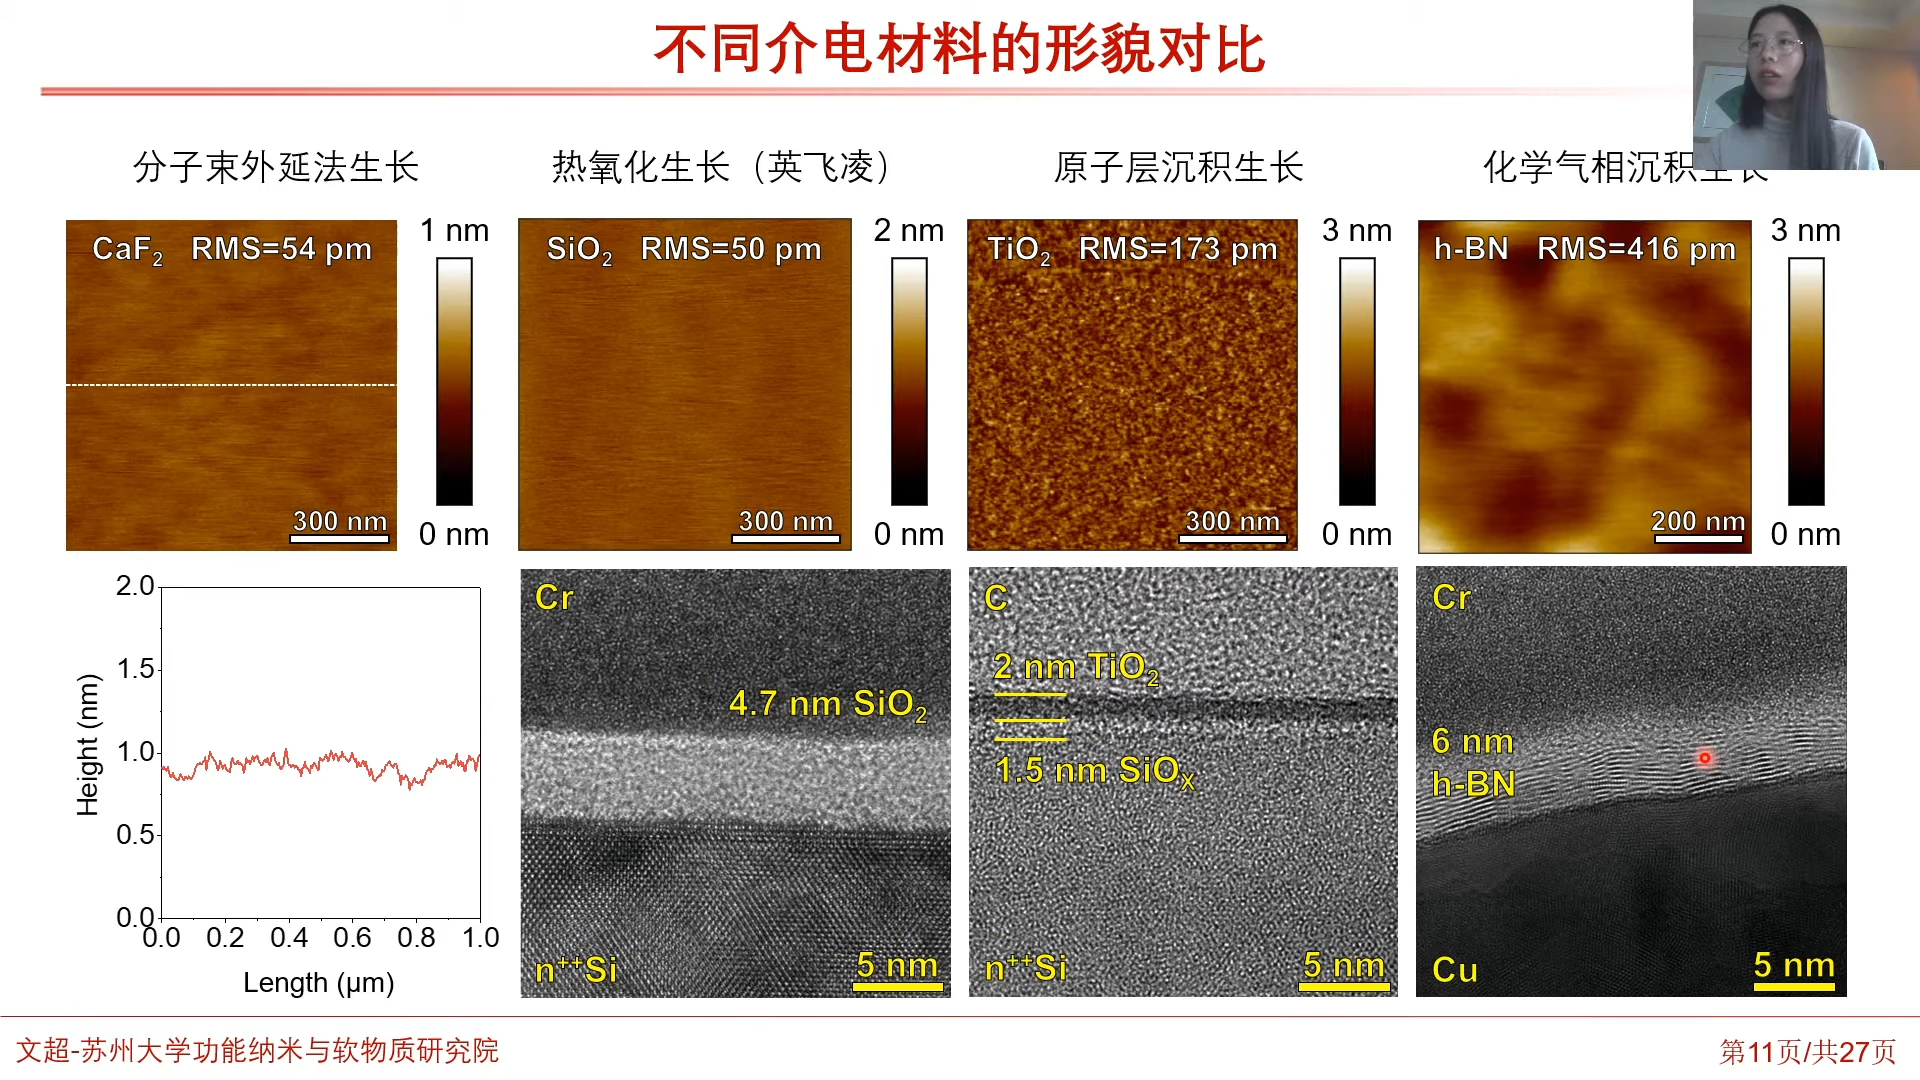 不同介电材料的形貌对比
分子束外延法生长
热氧化生长（英飞凌）
原子层沉积生长
化学气相沉积生长
CaF₂ RMS=54 pm
300 nm
1 nm
0 nm
SiO₂ RMS=50 pm
300 nm
2 nm
0 nm
TiO₂ RMS=173 pm
300 nm
3 nm
0 nm
h-BN RMS=416 pm
200 nm
3 nm
0 nm
Height (nm)
2.0
1.5
1.0
0.5
0.0
0.0 0.2 0.4 0.6 0.8 1.0
Length (μm)
Cr
4.7 nm SiO₂
n⁺⁺Si
5 nm
C
2 nm TiO₂
1.5 nm SiOₓ
n⁺⁺Si
5 nm
Cr
6 nm
h-BN
Cu
5 nm
文超-苏州大学功能纳米与软物质研究院
第11页/共27页